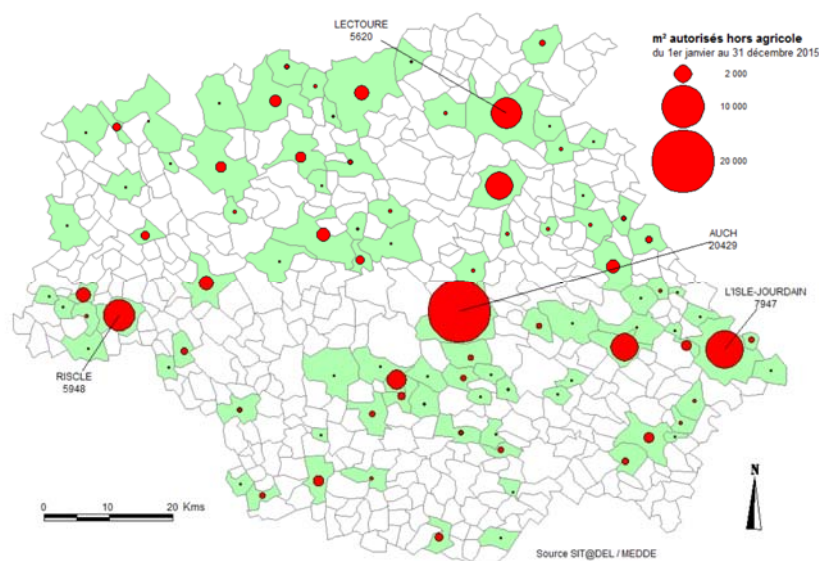 LECTOURE
5620
m² autorisés hors agricole
du 1er janvier au 31 décembre 2015
2 000
10 000
20 000
AUCH
20429
L'ISLE-JOURDAIN
7947
RISCLE
5948
N
0 10 20 Kms
Source SIT@DEL / MEDDE